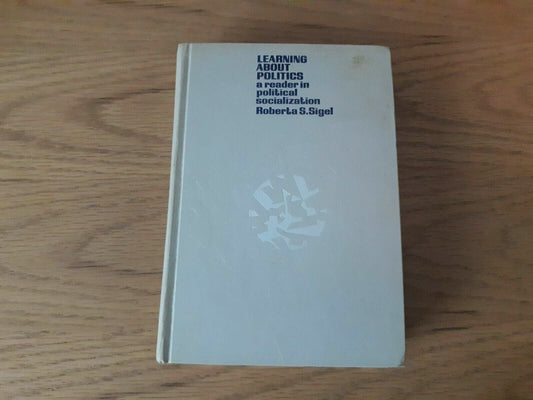 LEARNING
ABOUT
POLITICS
a reader in
political
socialization
Roberta S.Sigel